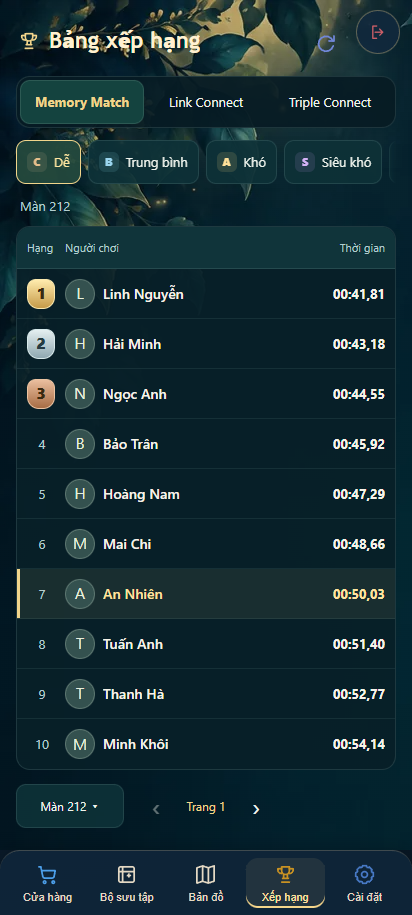 Bảng xếp hạng
Memory Match Link Connect Triple Connect
C Dễ B Trung bình A Khó S Siêu khó
Màn 212
Hạng Người chơi Thời gian
1 L Linh Nguyễn 00:41,81
2 H Hải Minh 00:43,18
3 N Ngọc Anh 00:44,55
4 B Bảo Trân 00:45,92
5 H Hoàng Nam 00:47,29
6 M Mai Chi 00:48,66
7 A An Nhiên 00:50,03
8 T Tuấn Anh 00:51,40
9 T Thanh Hà 00:52,77
10 M Minh Khôi 00:54,14
Màn 212 ‹ Trang 1 ›
Cửa hàng Bộ sưu tập Bản đồ Xếp hạng Cài đặt